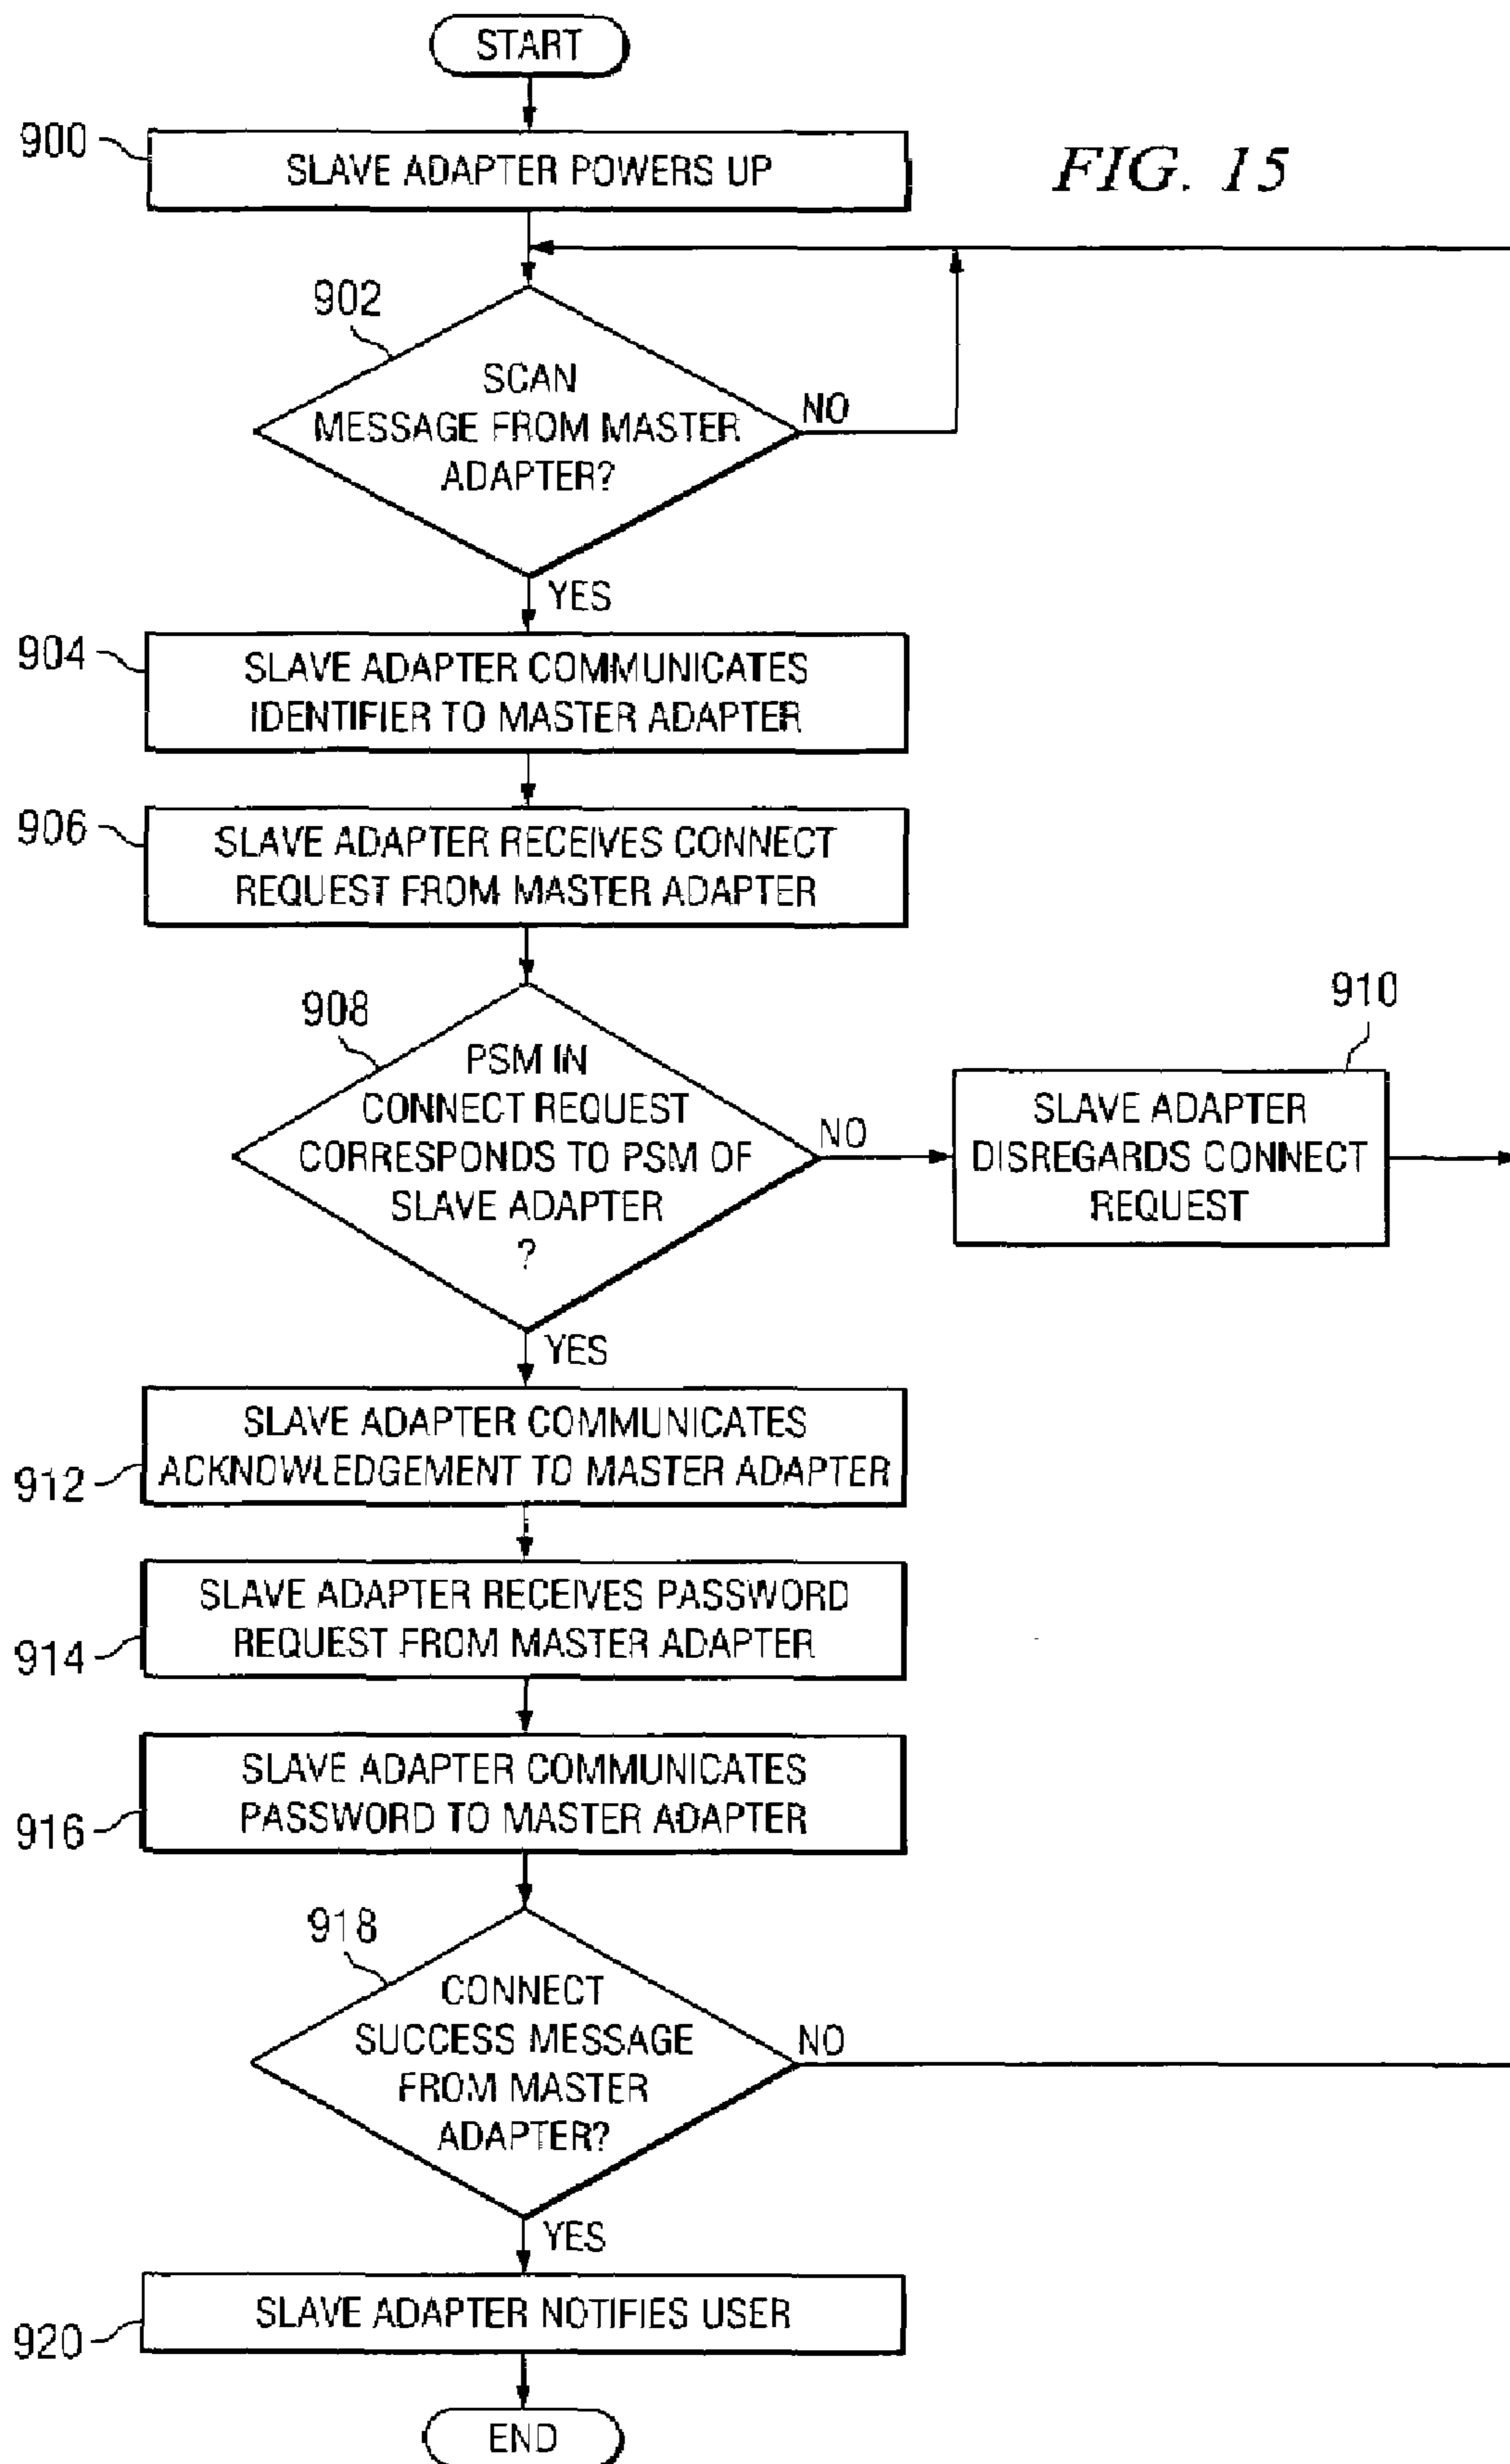 START
900
SLAVE ADAPTER POWERS UP
FIG. 15
902
SCAN
MESSAGE FROM MASTER
ADAPTER?
NO
YES
904
SLAVE ADAPTER COMMUNICATES
IDENTIFIER TO MASTER ADAPTER
906
SLAVE ADAPTER RECEIVES CONNECT
REQUEST FROM MASTER ADAPTER
908
PSM IN
CONNECT REQUEST
CORRESPONDS TO PSM OF
SLAVE ADAPTER
?
NO
910
SLAVE ADAPTER
DISREGARDS CONNECT
REQUEST
YES
912
SLAVE ADAPTER COMMUNICATES
ACKNOWLEDGEMENT TO MASTER ADAPTER
914
SLAVE ADAPTER RECEIVES PASSWORD
REQUEST FROM MASTER ADAPTER
916
SLAVE ADAPTER COMMUNICATES
PASSWORD TO MASTER ADAPTER
918
CONNECT
SUCCESS MESSAGE
FROM MASTER
ADAPTER?
NO
YES
920
SLAVE ADAPTER NOTIFIES USER
END